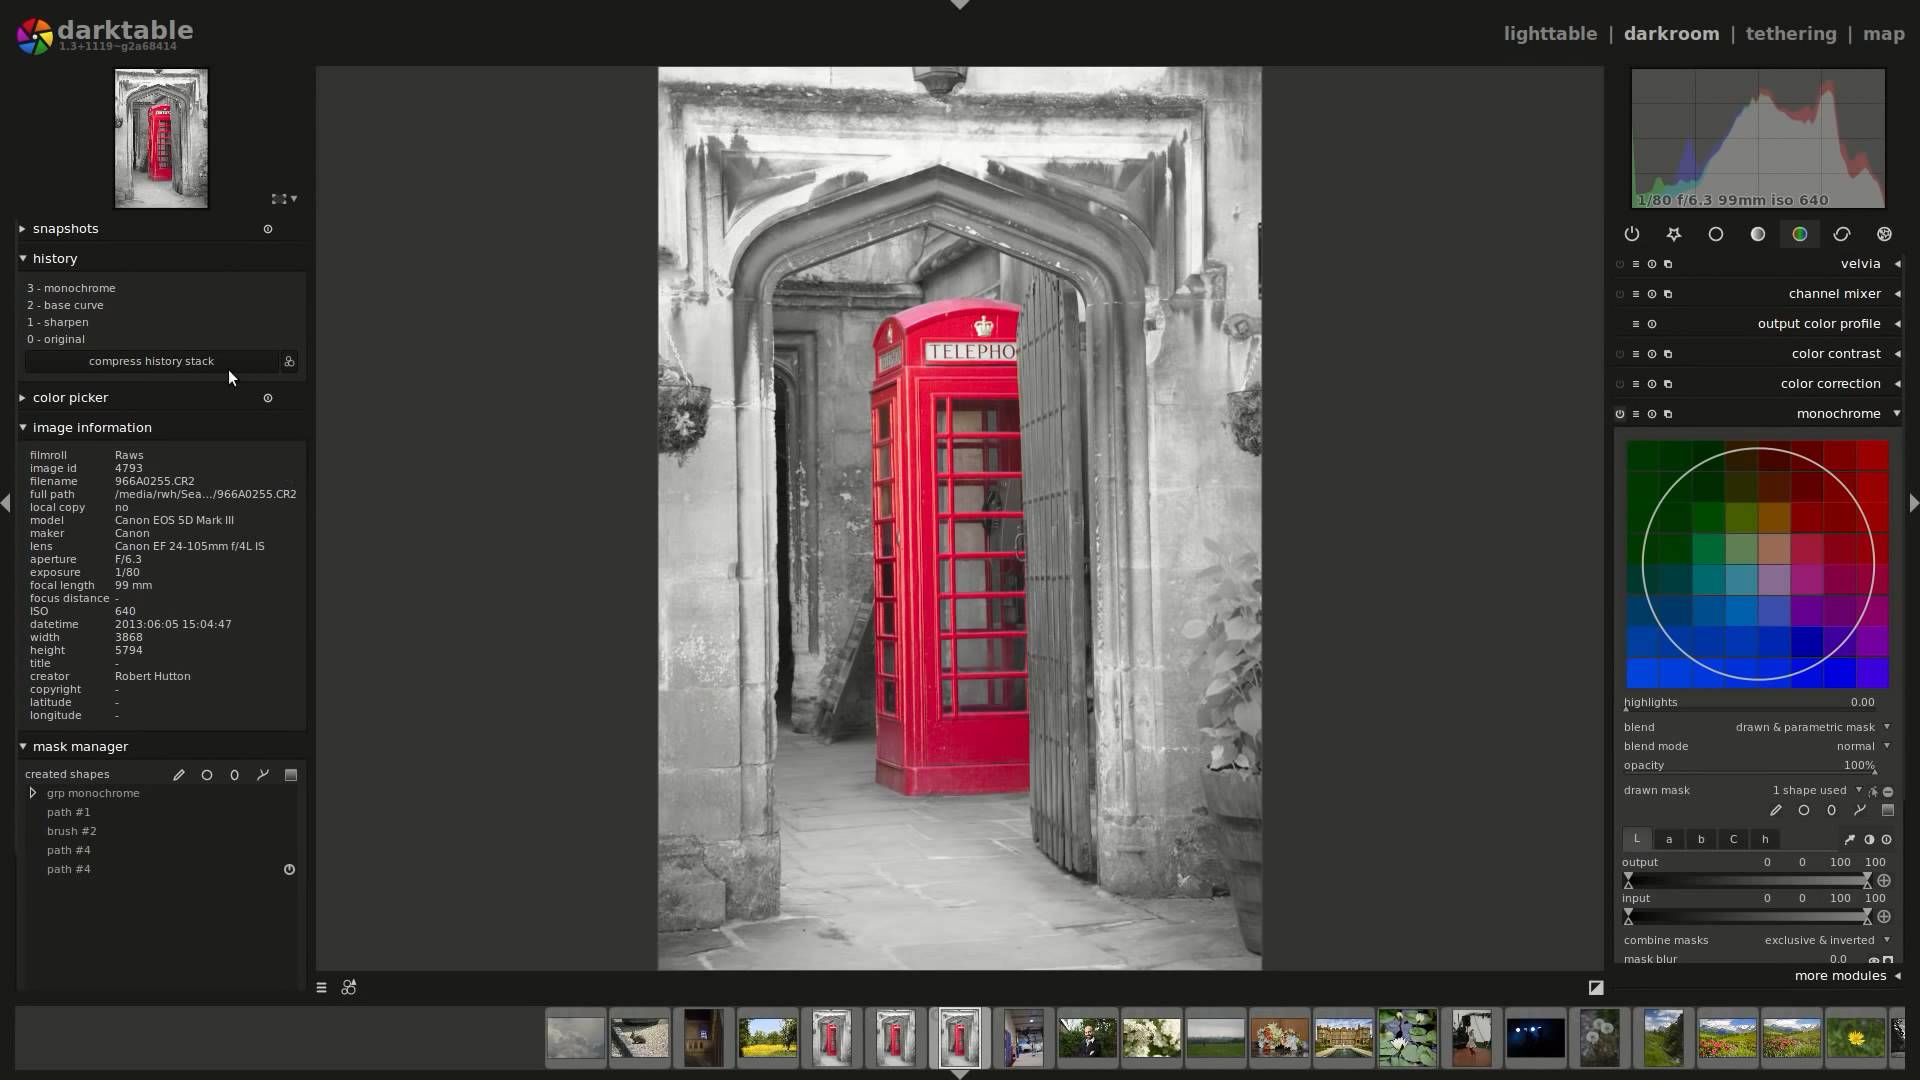 darktable
1.3+1119~g2a68414
lighttable | darkroom | tethering | map
snapshots
history
3 - monochrome
2 - base curve
1 - sharpen
0 - original
compress history stack
color picker
image information
filmroll Raws
image id 4793
filename 966A0255.CR2
full path /media/rwh/Sea.../966A0255.CR2
local copy no
model Canon EOS 5D Mark III
maker Canon
lens Canon EF 24-105mm f/4L IS
aperture F/6.3
exposure 1/80
focal length 99 mm
focus distance -
ISO 640
datetime 2013:06:05 15:04:47
width 3868
height 5794
title -
creator Robert Hutton
copyright -
latitude -
longitude -
mask manager
created shapes
grp monochrome
path #1
brush #2
path #4
path #4
TELEPHO
1/80 f/6.3 99mm iso 640
velvia
channel mixer
output color profile
color contrast
color correction
monochrome
highlights 0.00
blend drawn & parametric mask
blend mode normal
opacity 100%
drawn mask 1 shape used
L a b C h
output 0 0 100 100
input 0 0 100 100
combine masks exclusive & inverted
mask blur 0.0
more modules